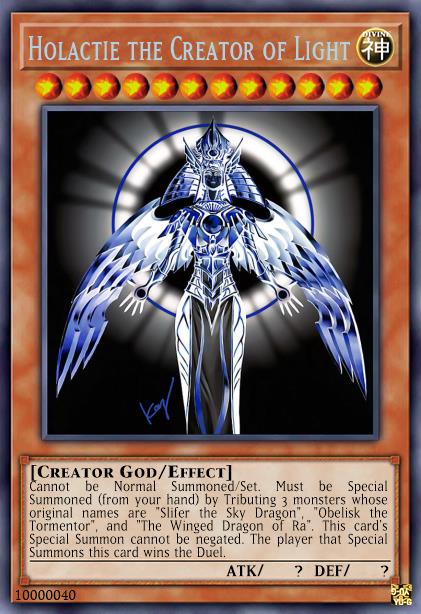 Holactie the Creator of Light
DIVINE
神
[Creator God/Effect]
Cannot be Normal Summoned/Set. Must be Special
Summoned (from your hand) by Tributing 3 monsters whose
original names are "Slifer the Sky Dragon", "Obelisk the
Tormentor", and "The Winged Dragon of Ra". This card's
Special Summon cannot be negated. The player that Special
Summons this card wins the Duel.
ATK/ ? DEF/ ?
10000040